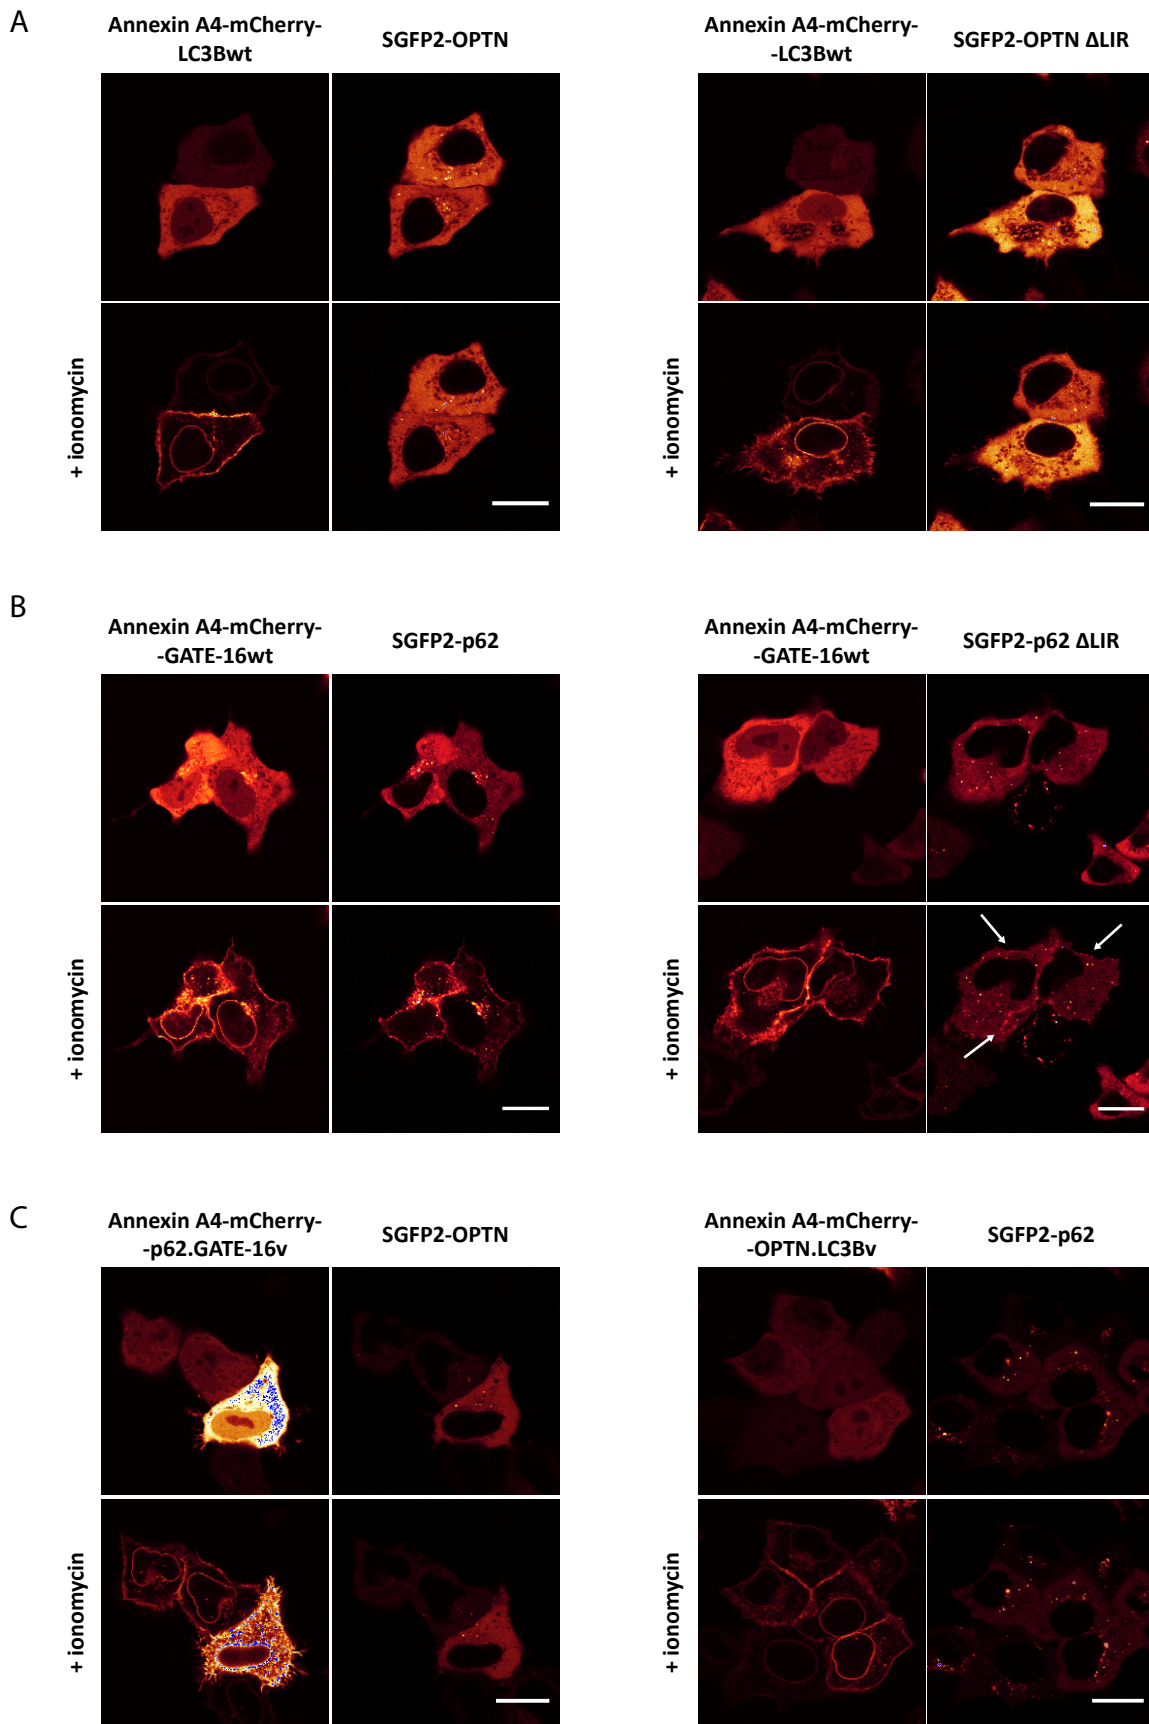 A
Annexin A4-mCherry-
LC3Bwt
SGFP2-OPTN
Annexin A4-mCherry-
-LC3Bwt
SGFP2-OPTN ΔLIR
+ ionomycin
+ ionomycin
B
Annexin A4-mCherry-
-GATE-16wt
SGFP2-p62
Annexin A4-mCherry-
-GATE-16wt
SGFP2-p62 ΔLIR
+ ionomycin
+ ionomycin
C
Annexin A4-mCherry-
-p62.GATE-16v
SGFP2-OPTN
Annexin A4-mCherry-
-OPTN.LC3Bv
SGFP2-p62
+ ionomycin
+ ionomycin